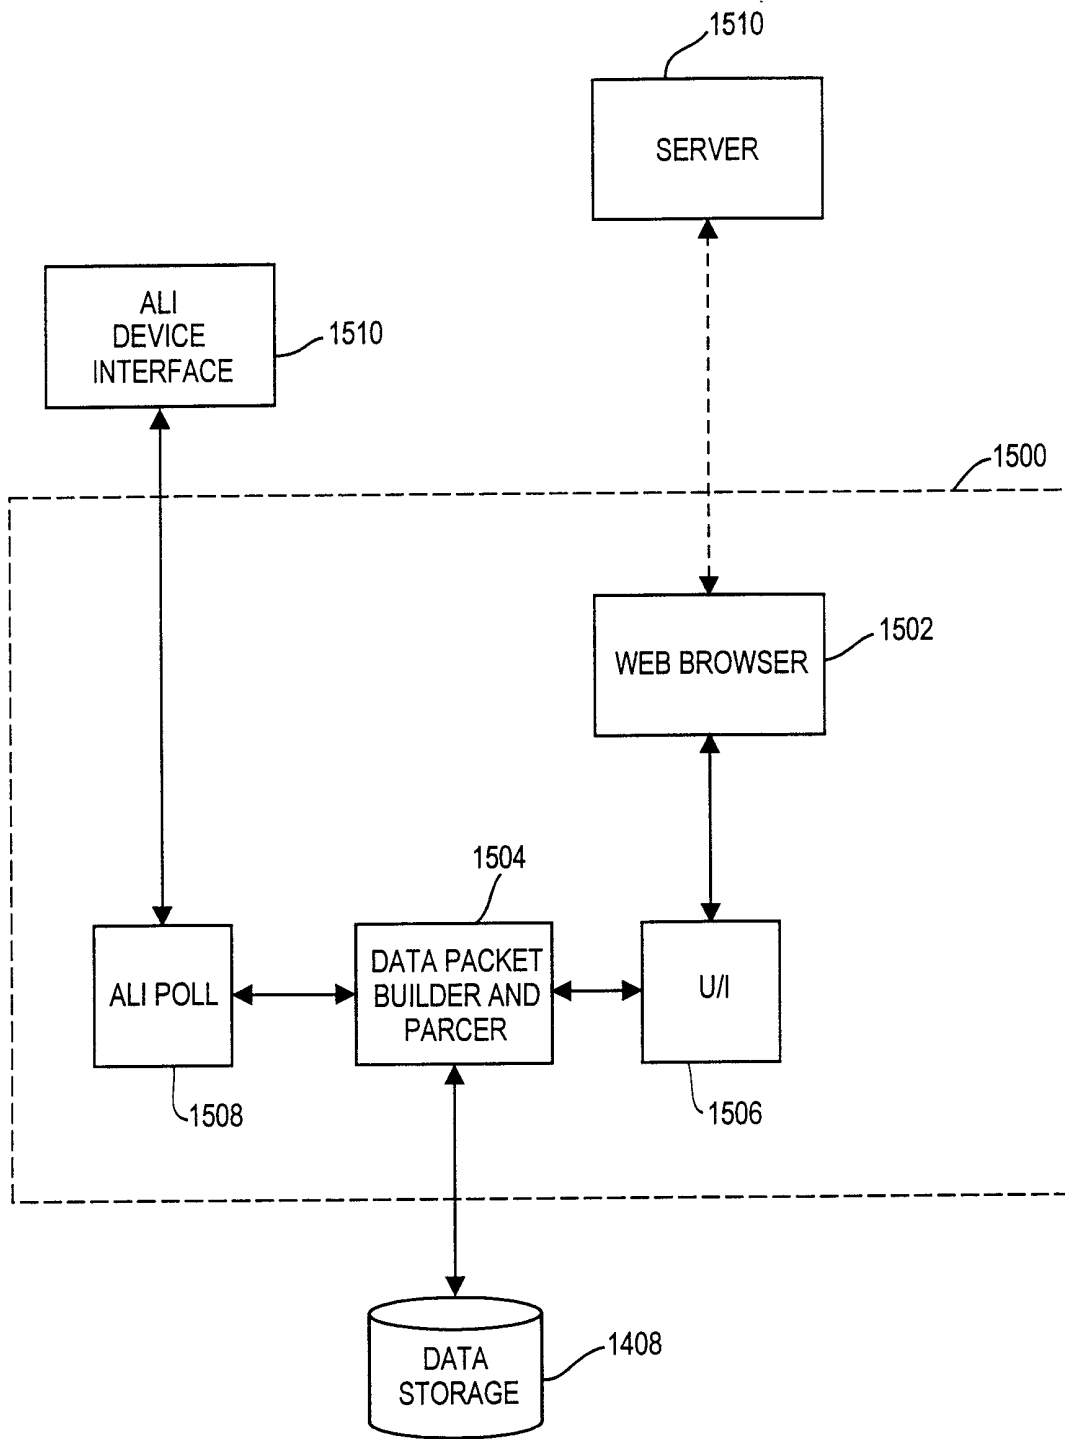 1510
SERVER
ALI
DEVICE
INTERFACE
1510
1500
WEB BROWSER
1502
1504
ALI POLL
DATA PACKET
BUILDER AND
PARCER
U/I
1508
1506
DATA
STORAGE
1408